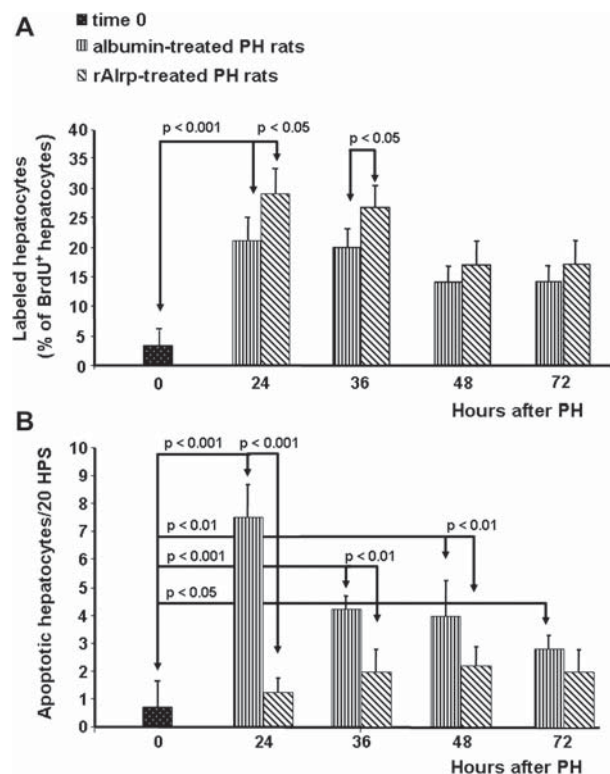 A
time 0
albumin-treated PH rats
rAlrp-treated PH rats
p < 0.001
p < 0.05
p < 0.05
Labeled hepatocytes
(% of BrdU+ hepatocytes)
40
35
30
25
20
15
10
5
0
0
24
36
48
72
Hours after PH
B
Apoptotic hepatocytes/20 HPS
10
9
8
7
6
5
4
3
2
1
0
p < 0.001
p < 0.001
p < 0.01
p < 0.01
p < 0.001
p < 0.01
p < 0.05
0
24
36
48
72
Hours after PH